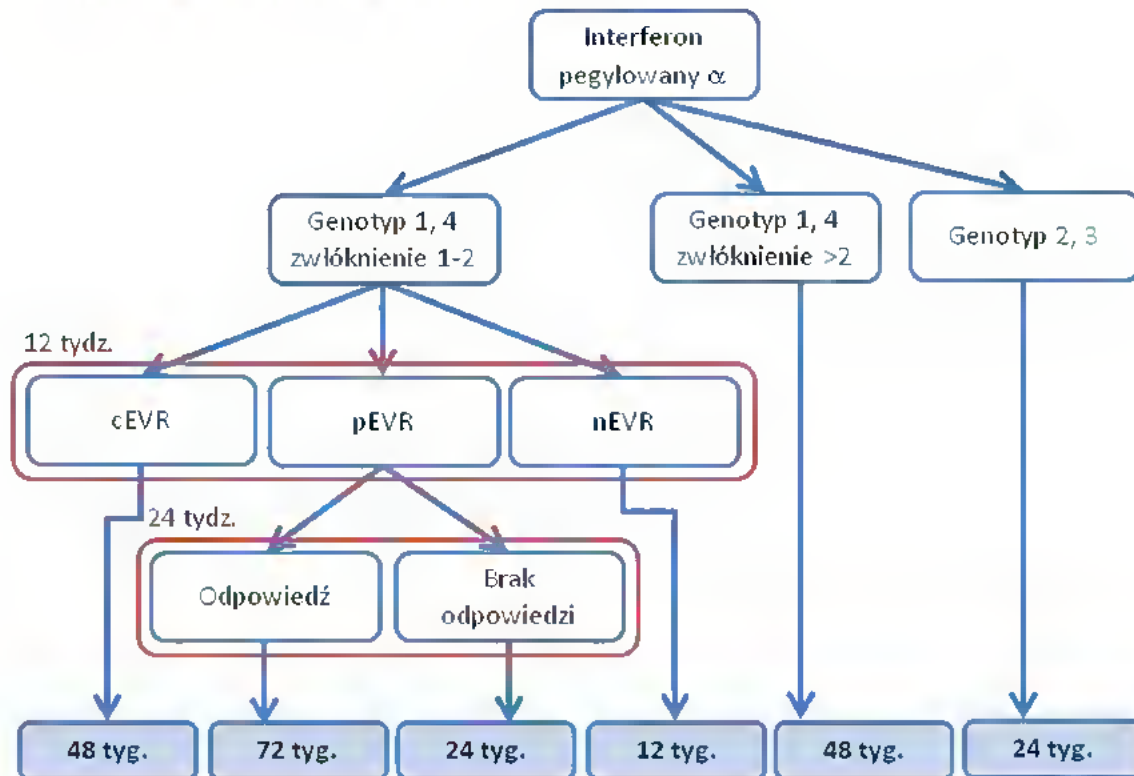 Interferon
pegylowany α
Genotyp 1, 4
zwłóknienie 1-2
Genotyp 1, 4
zwłóknienie >2
Genotyp 2, 3
12 tydz.
cEVR
pEVR
nEVR
24 tydz.
Odpowiedź
Brak
odpowiedzi
48 tyg.
72 tyg.
24 tyg.
12 tyg.
48 tyg.
24 tyg.